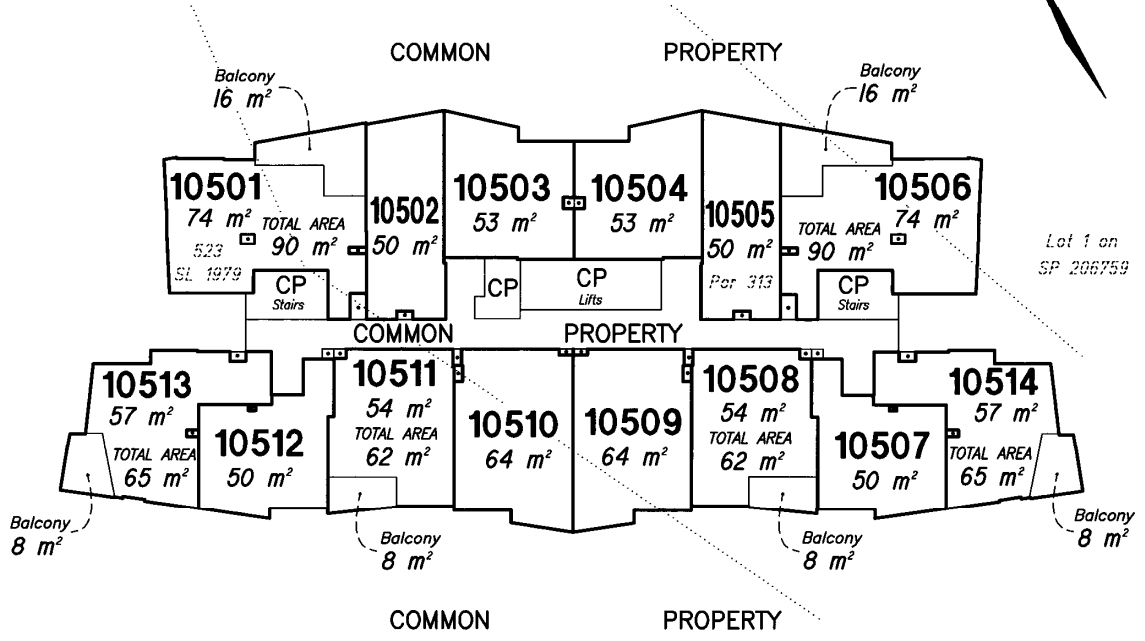 COMMON PROPERTY
Balcony
16 m²
Balcony
16 m²
10501
74 m²
TOTAL AREA
90 m²
523
SL 1979
10502
50 m²
10503
53 m²
10504
53 m²
10505
50 m²
Por 313
10506
74 m²
TOTAL AREA
90 m²
Lot 1 on
SP 206759
CP
Stairs
CP
CP
Lifts
CP
Stairs
COMMON PROPERTY
10513
57 m²
TOTAL AREA
65 m²
10512
50 m²
10511
54 m²
TOTAL AREA
62 m²
10510
64 m²
10509
64 m²
10508
54 m²
TOTAL AREA
62 m²
10507
50 m²
10514
57 m²
TOTAL AREA
65 m²
Balcony
8 m²
Balcony
8 m²
Balcony
8 m²
Balcony
8 m²
COMMON PROPERTY